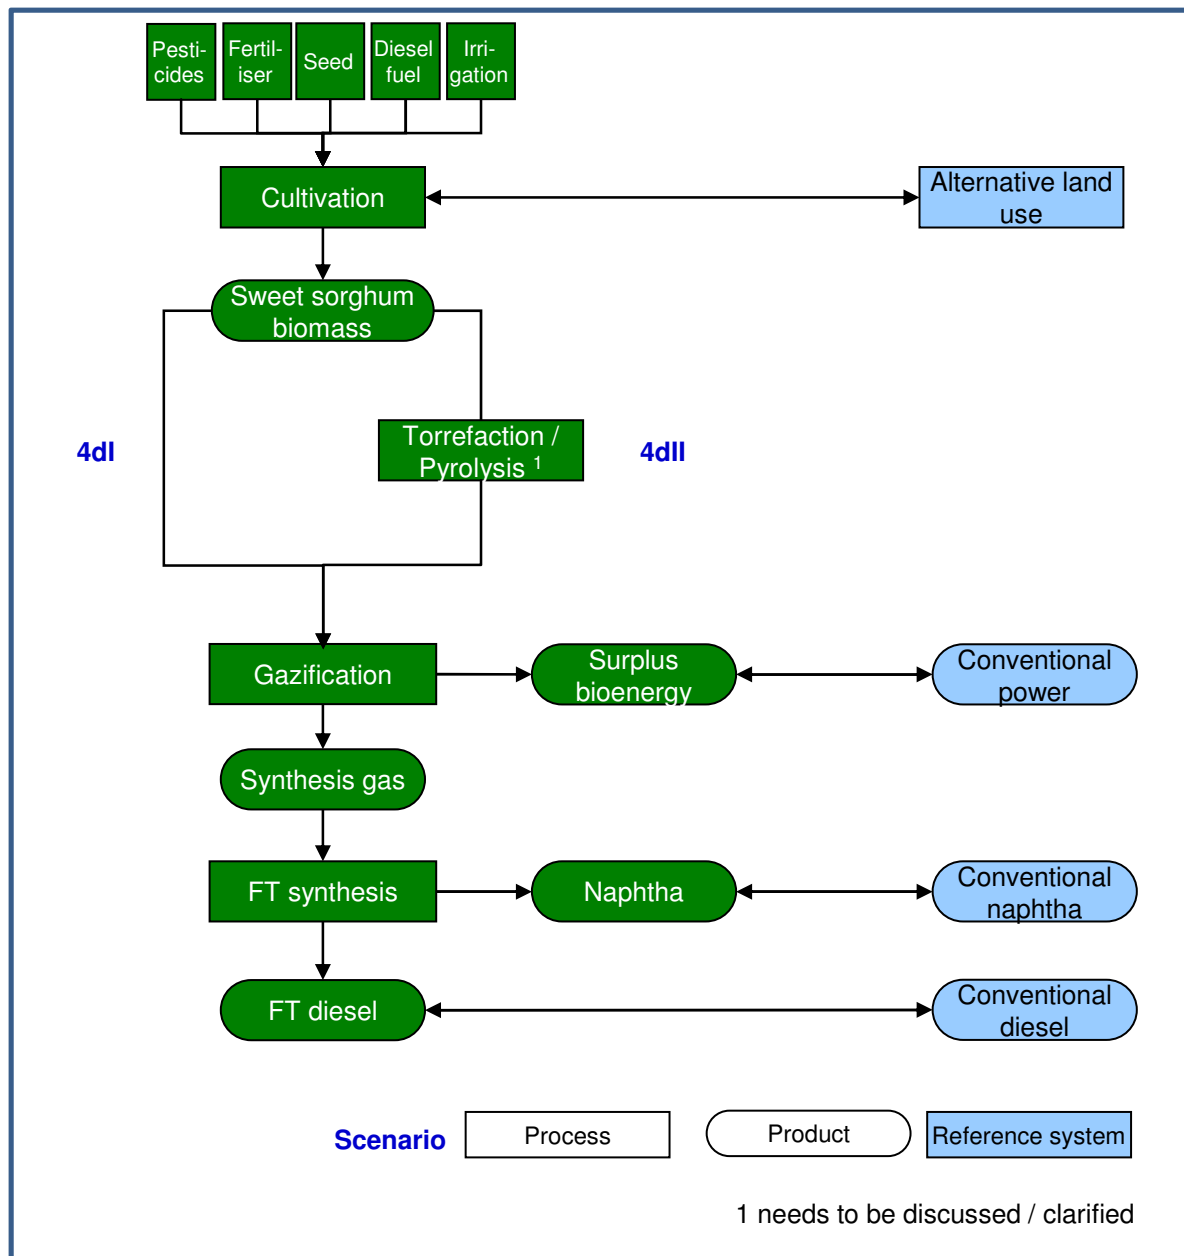 Pesti-
cides
Fertil-
iser
Seed
Diesel
fuel
Irri-
gation
Cultivation
Alternative land
use
Sweet sorghum
biomass
4dI
Torrefaction /
Pyrolysis 1
4dII
Gazification
Surplus
bioenergy
Conventional
power
Synthesis gas
FT synthesis
Naphtha
Conventional
naphtha
FT diesel
Conventional
diesel
Scenario
Process
Product
Reference system
1 needs to be discussed / clarified